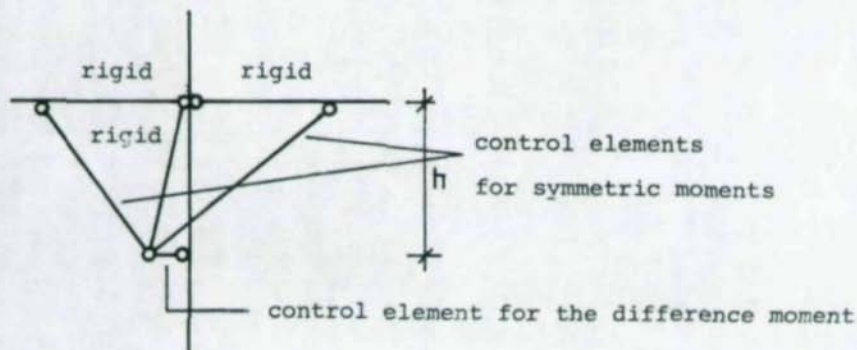 rigid rigid
rigid
control elements
h
for symmetric moments
control element for the difference moment